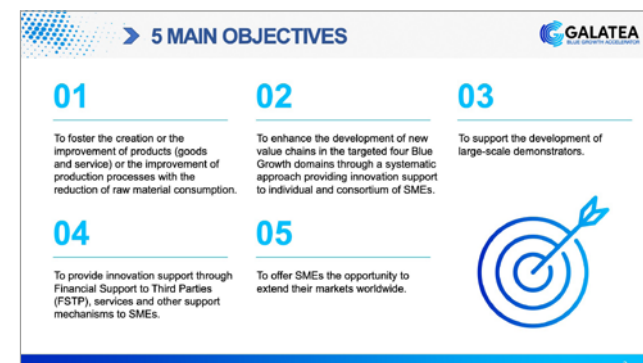 5 MAIN OBJECTIVES
GALATEA
BLUE GROWTH ACCELERATOR
01
To foster the creation or the
improvement of products (goods
and service) or the improvement of
production processes with the
reduction of raw material consumption.
02
To enhance the development of new
value chains in the targeted four Blue
Growth domains through a systematic
approach providing innovation support
to individual and consortium of SMEs.
03
To support the development of
large-scale demonstrators.
04
To provide innovation support through
Financial Support to Third Parties
(FSTP), services and other support
mechanisms to SMEs.
05
To offer SMEs the opportunity to
extend their markets worldwide.